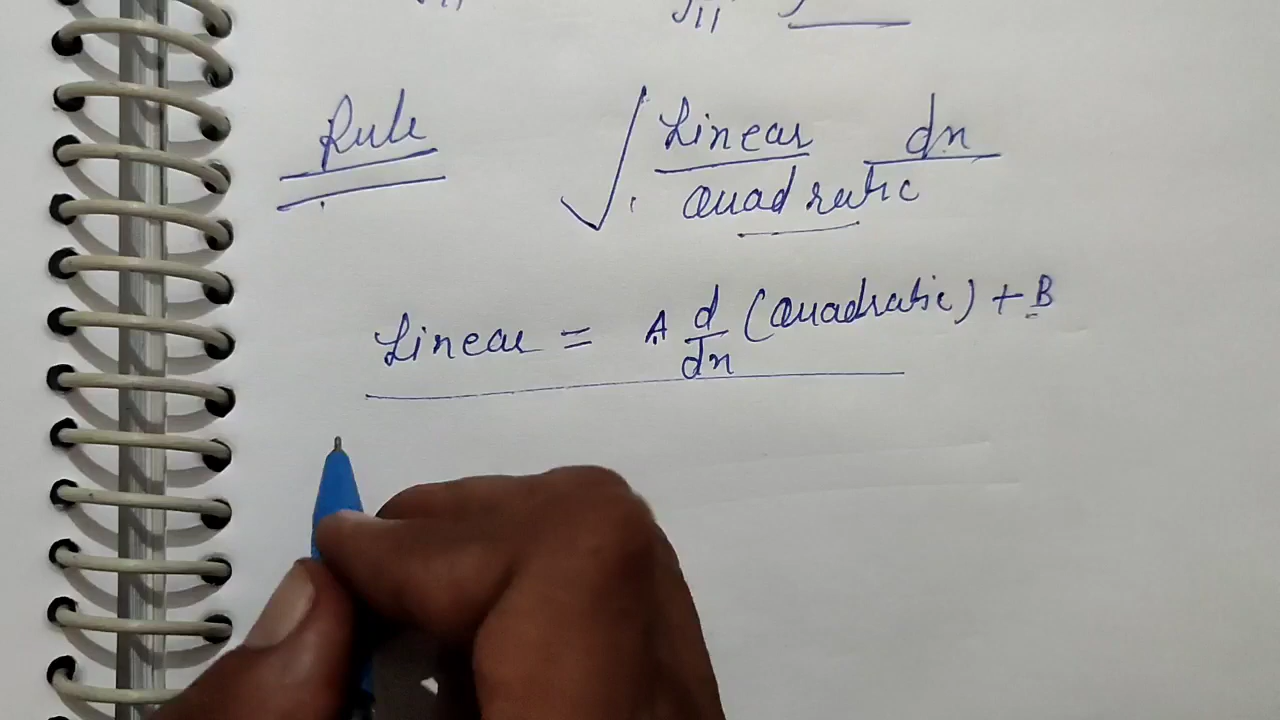 Rule ∫ Linear/Quadratic dx
Linear = A d/dx (Quadratic) + B